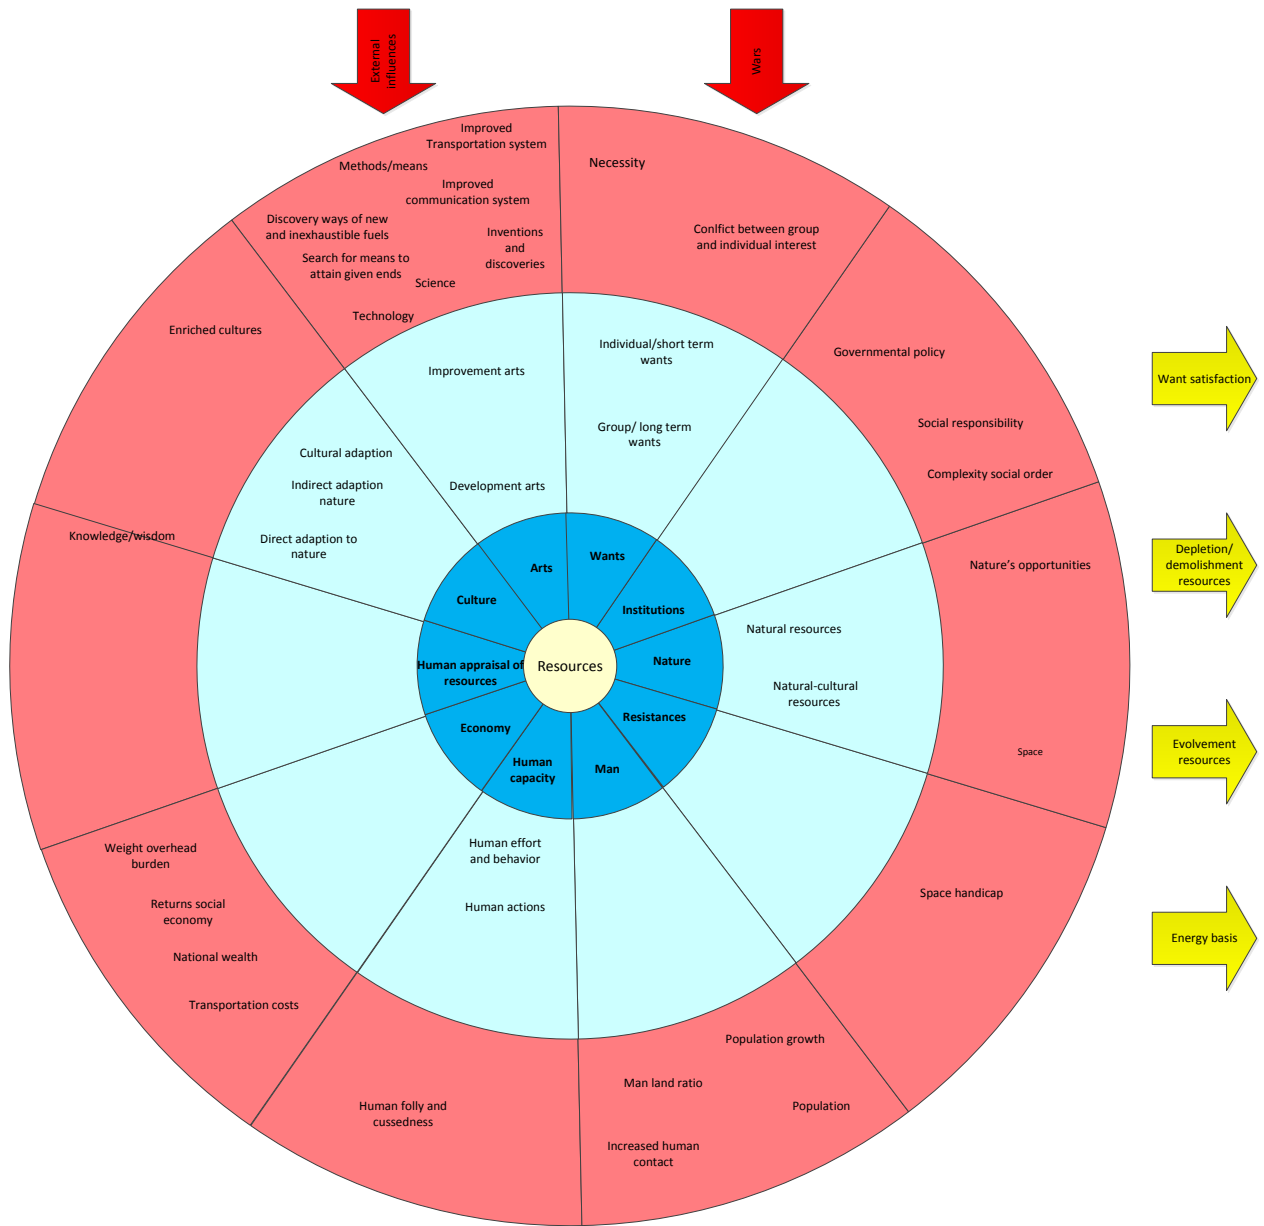 External
influences
Wars
Improved
Transportation system
Methods/means
Improved
communication system
Discovery ways of new
and inexhaustible fuels
Inventions
and
discoveries
Search for means to
attain given ends
Science
Technology
Necessity
Conlfict between group
and individual interest
Enriched cultures
Governmental policy
Social responsibility
Complexity social order
Knowledge/wisdom
Nature's opportunities
Space
Weight overhead
burden
Returns social
economy
National wealth
Transportation costs
Space handicap
Human folly and
cussedness
Population growth
Man land ratio
Population
Increased human
contact
Improvement arts
Development arts
Individual/short term
wants
Group/ long term
wants
Cultural adaption
Indirect adaption
nature
Direct adaption to
nature
Natural resources
Natural-cultural
resources
Human effort
and behavior
Human actions
Arts
Wants
Culture
Institutions
Human appraisal of
resources
Nature
Economy
Resistances
Human
capacity
Man
Resources
Want satisfaction
Depletion/
demolishment
resources
Evolvement
resources
Energy basis